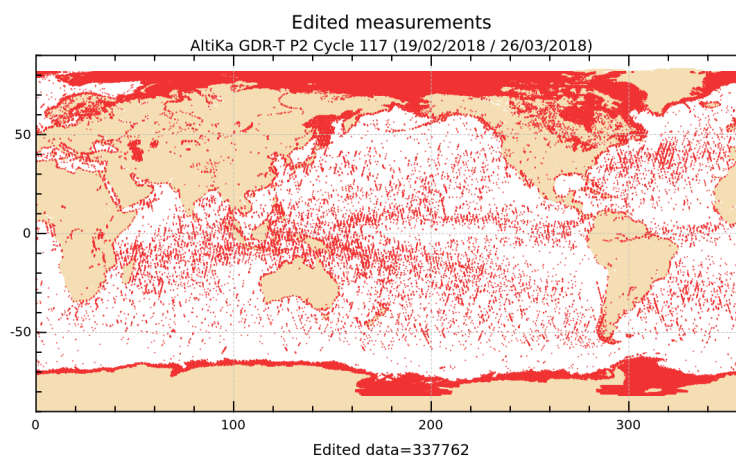 Edited measurements
AltiKa GDR-T P2 Cycle 117 (19/02/2018 / 26/03/2018)
50
0
-50
0 100 200 300
Edited data=337762